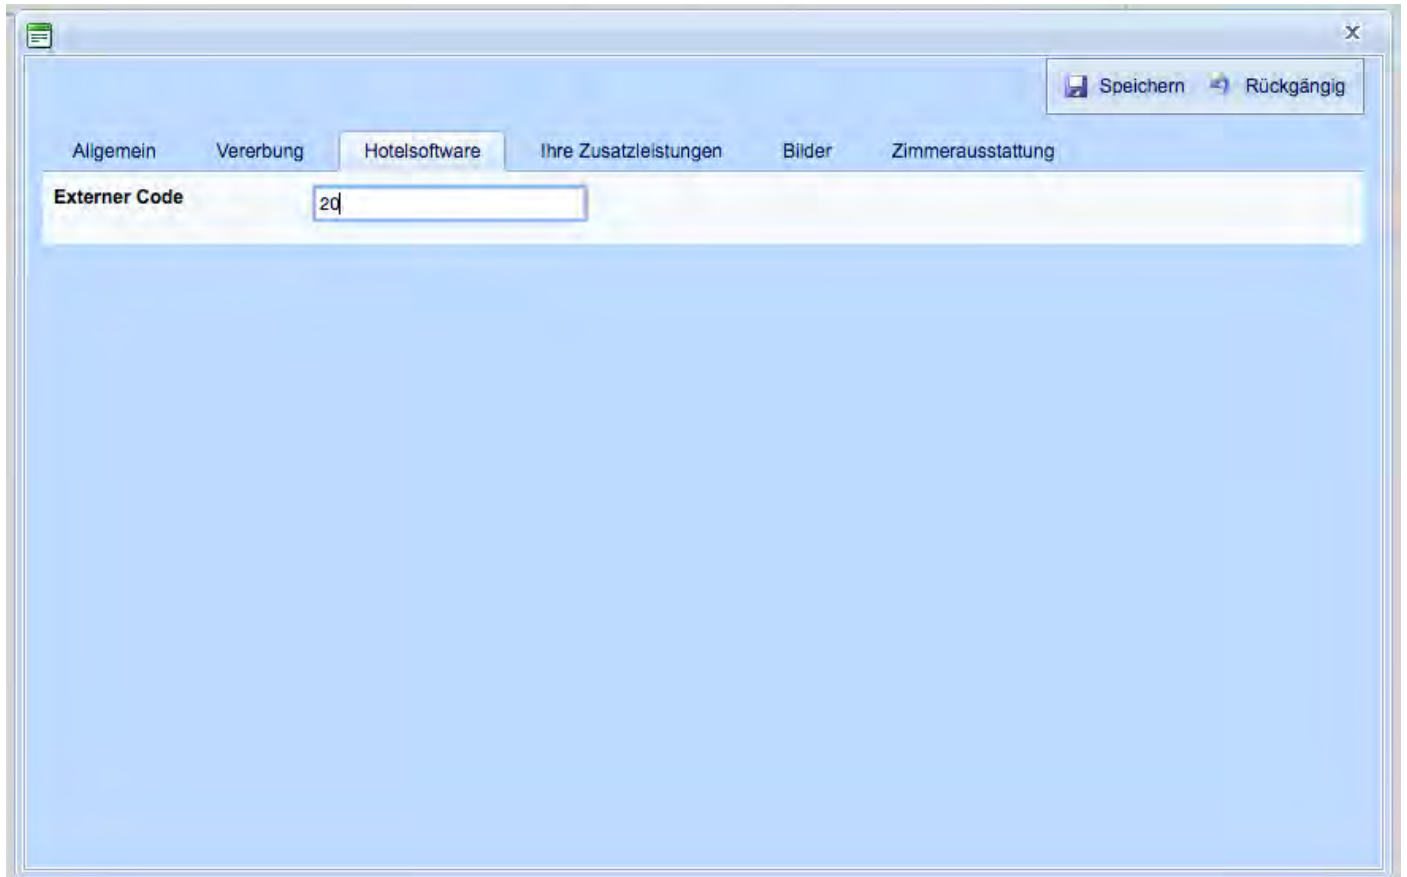 Speichern Rückgängig
Allgemein Vererbung Hotelsoftware Ihre Zusatzleistungen Bilder Zimmerausstattung
Externer Code 20